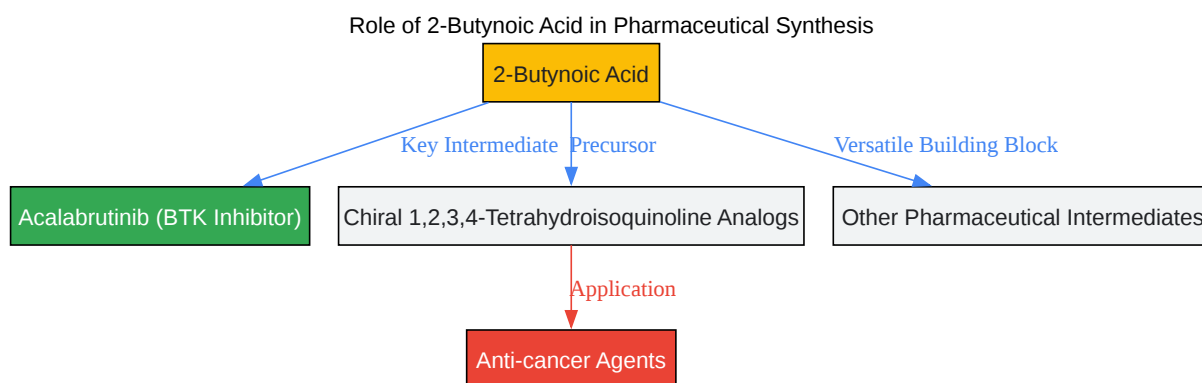 Role of 2-Butynoic Acid in Pharmaceutical Synthesis
2-Butynoic Acid
Key Intermediate
Precursor
Versatile Building Block
Acalabrutinib (BTK Inhibitor)
Chiral 1,2,3,4-Tetrahydroisoquinoline Analogs
Other Pharmaceutical Intermediates
Application
Anti-cancer Agents